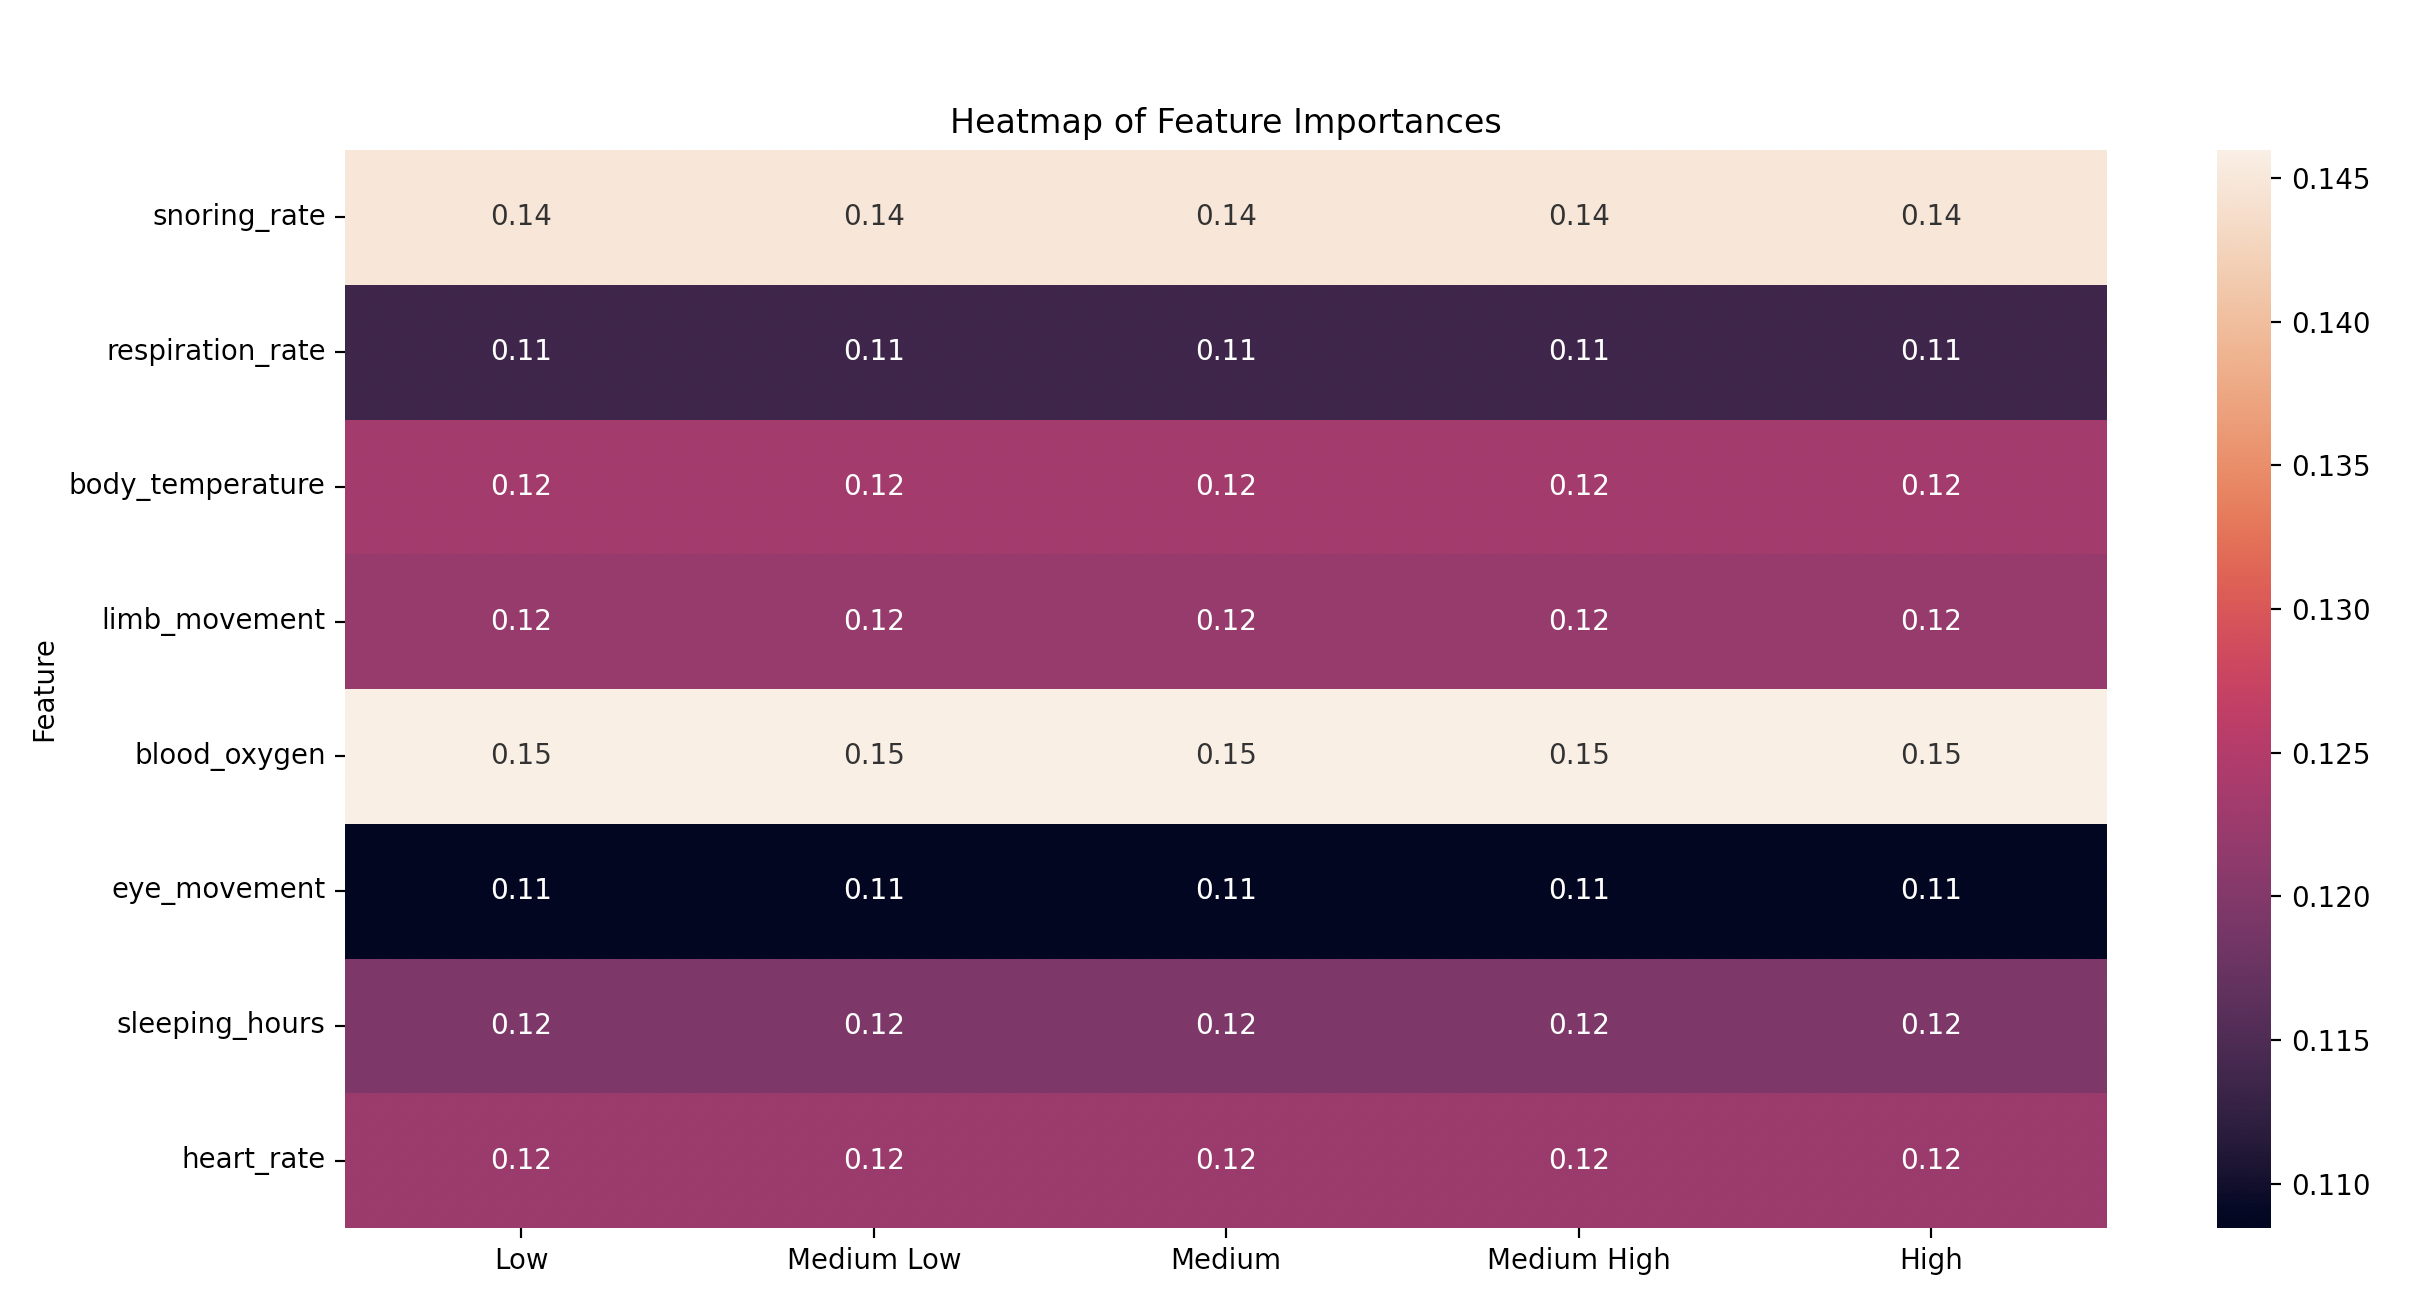 Heatmap of Feature Importances
Feature
snoring_rate 0.14 0.14 0.14 0.14 0.14
respiration_rate 0.11 0.11 0.11 0.11 0.11
body_temperature 0.12 0.12 0.12 0.12 0.12
limb_movement 0.12 0.12 0.12 0.12 0.12
blood_oxygen 0.15 0.15 0.15 0.15 0.15
eye_movement 0.11 0.11 0.11 0.11 0.11
sleeping_hours 0.12 0.12 0.12 0.12 0.12
heart_rate 0.12 0.12 0.12 0.12 0.12
Low Medium Low Medium Medium High High
0.145
0.140
0.135
0.130
0.125
0.120
0.115
0.110